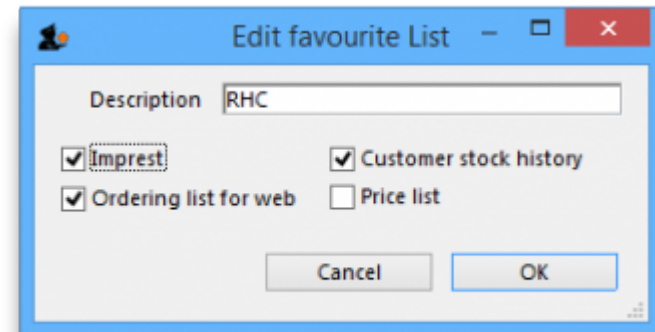 Edit favourite List
Description RHC
Imprest Customer stock history
Ordering list for web Price list
Cancel OK